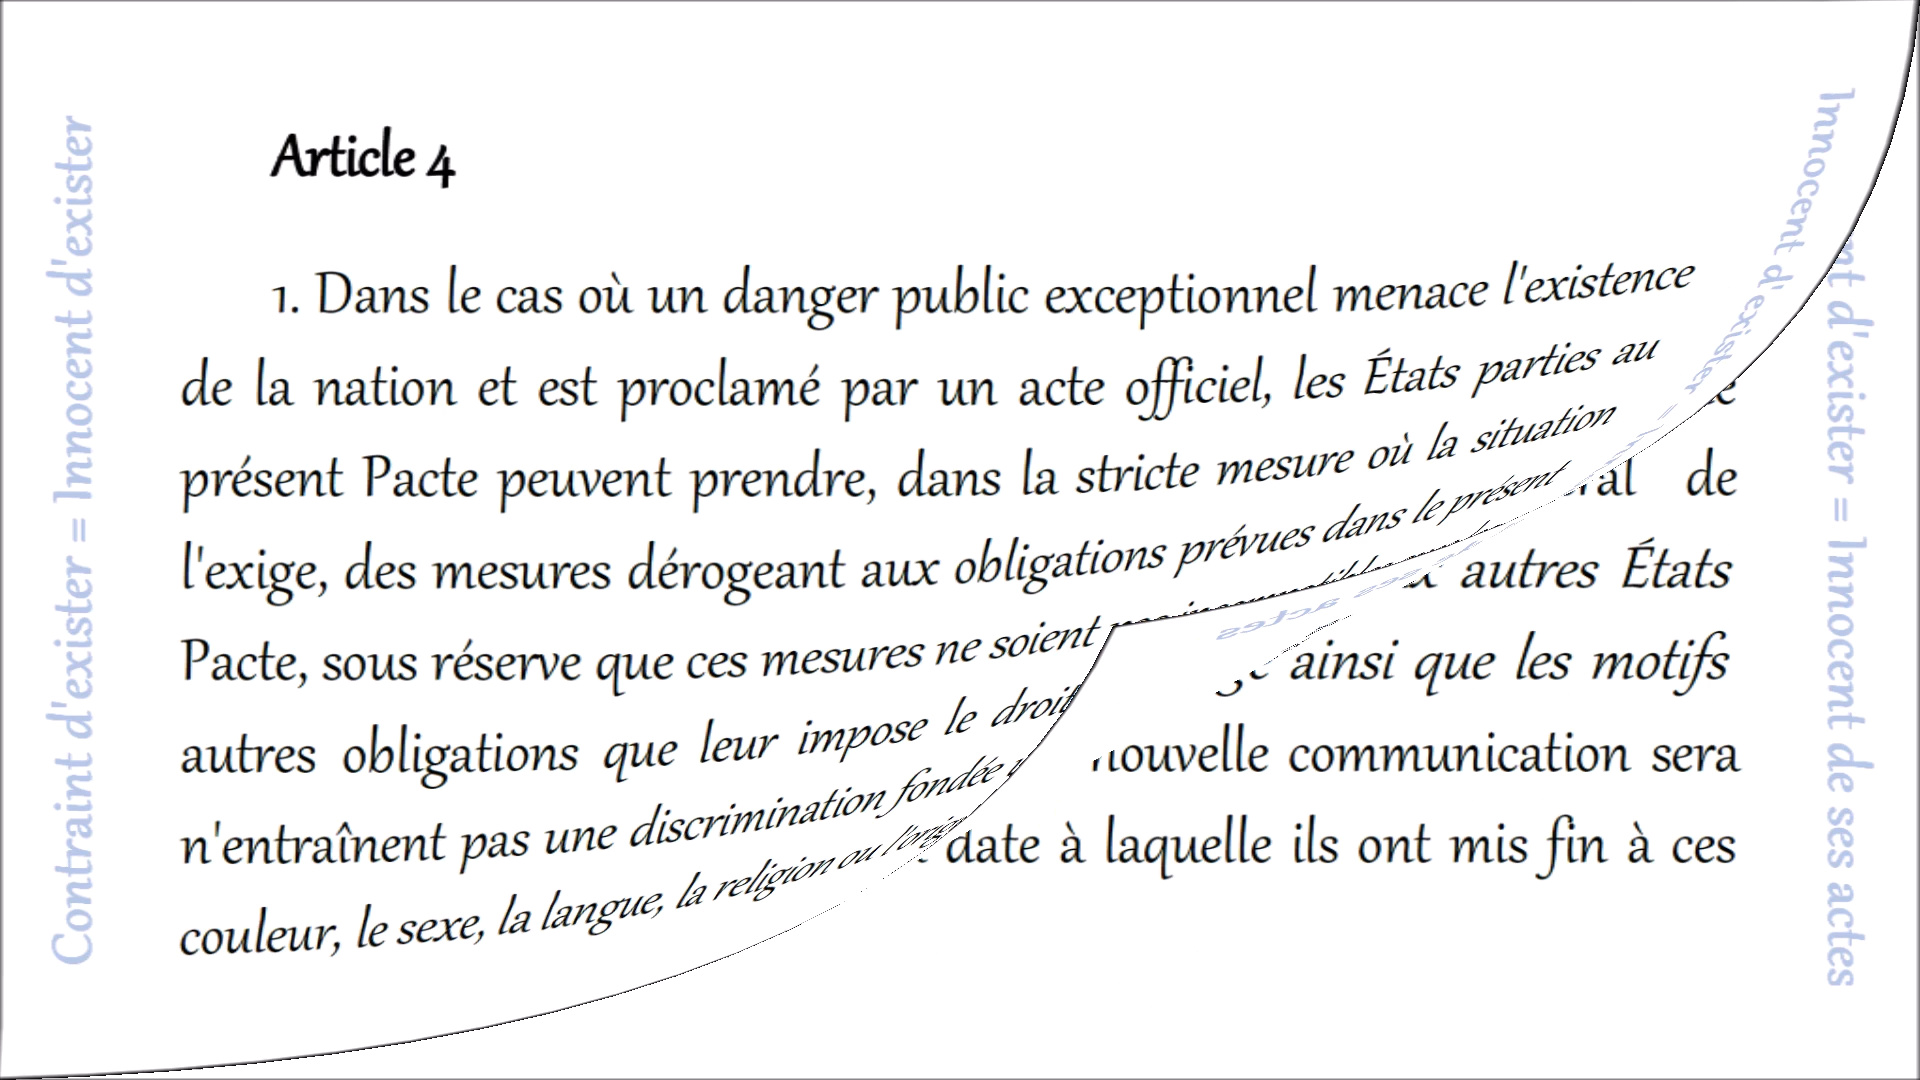 Contraint d'exister = Innocent d'exister
Article 4
1. Dans le cas où un danger public exceptionnel menace l'existence
de la nation et est proclamé par un acte officiel, les États parties au
présent Pacte peuvent prendre, dans la stricte mesure où la situation
l'exige, des mesures dérogeant aux obligations prévues dans le présent
Pacte, sous réserve que ces mesures ne soient
autres obligations que leur impose le droit
n'entraînent pas une discrimination fondée
couleur, le sexe, la langue, la religion ou
Innocent d'exister
actes
de
autres États
ainsi que les motifs
nouvelle communication sera
date à laquelle ils ont mis fin à ces
d'exister = Innocent de ses actes